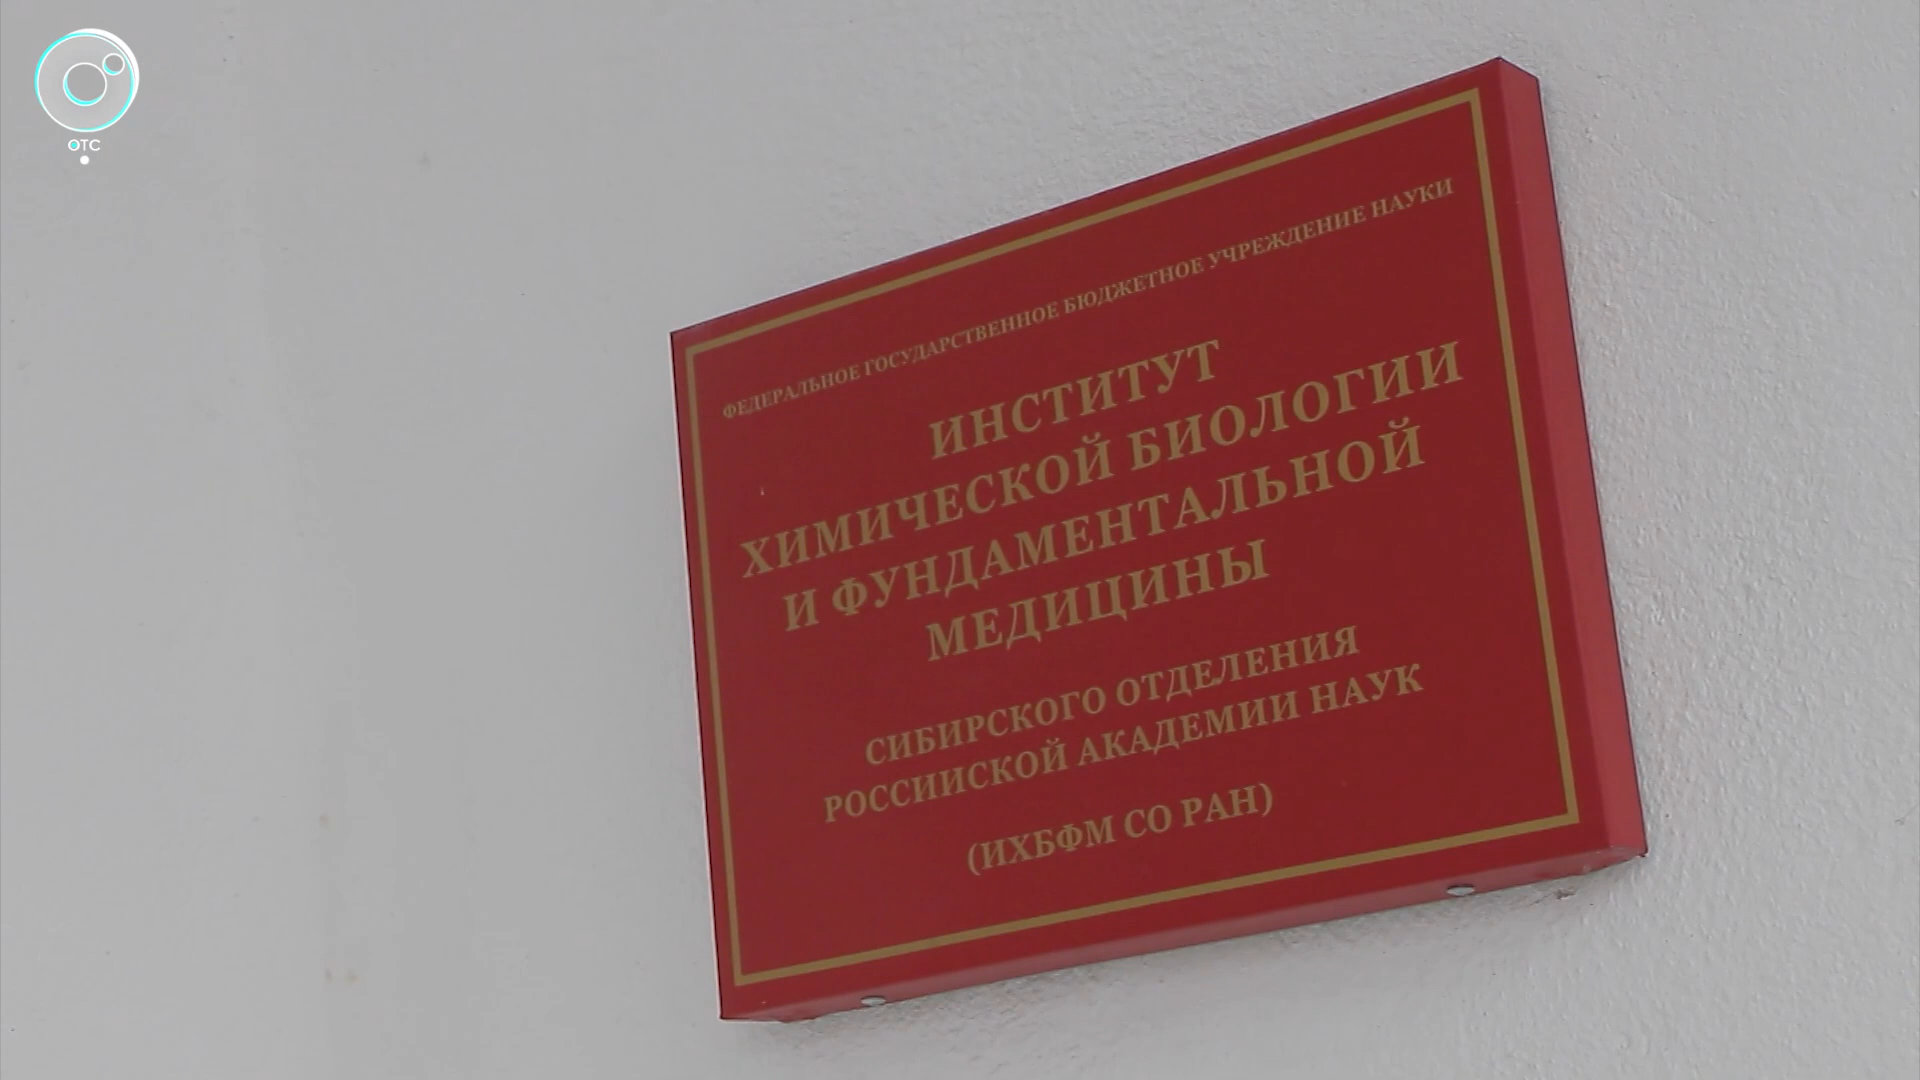 ОТС
ФЕДЕРАЛЬНОЕ ГОСУДАРСТВЕННОЕ БЮДЖЕТНОЕ УЧРЕЖДЕНИЕ НАУКИ
ИНСТИТУТ
ХИМИЧЕСКОЙ БИОЛОГИИ
И ФУНДАМЕНТАЛЬНОЙ
МЕДИЦИНЫ
СИБИРСКОГО ОТДЕЛЕНИЯ
РОССИЙСКОЙ АКАДЕМИИ НАУК
(ИХБФМ СО РАН)